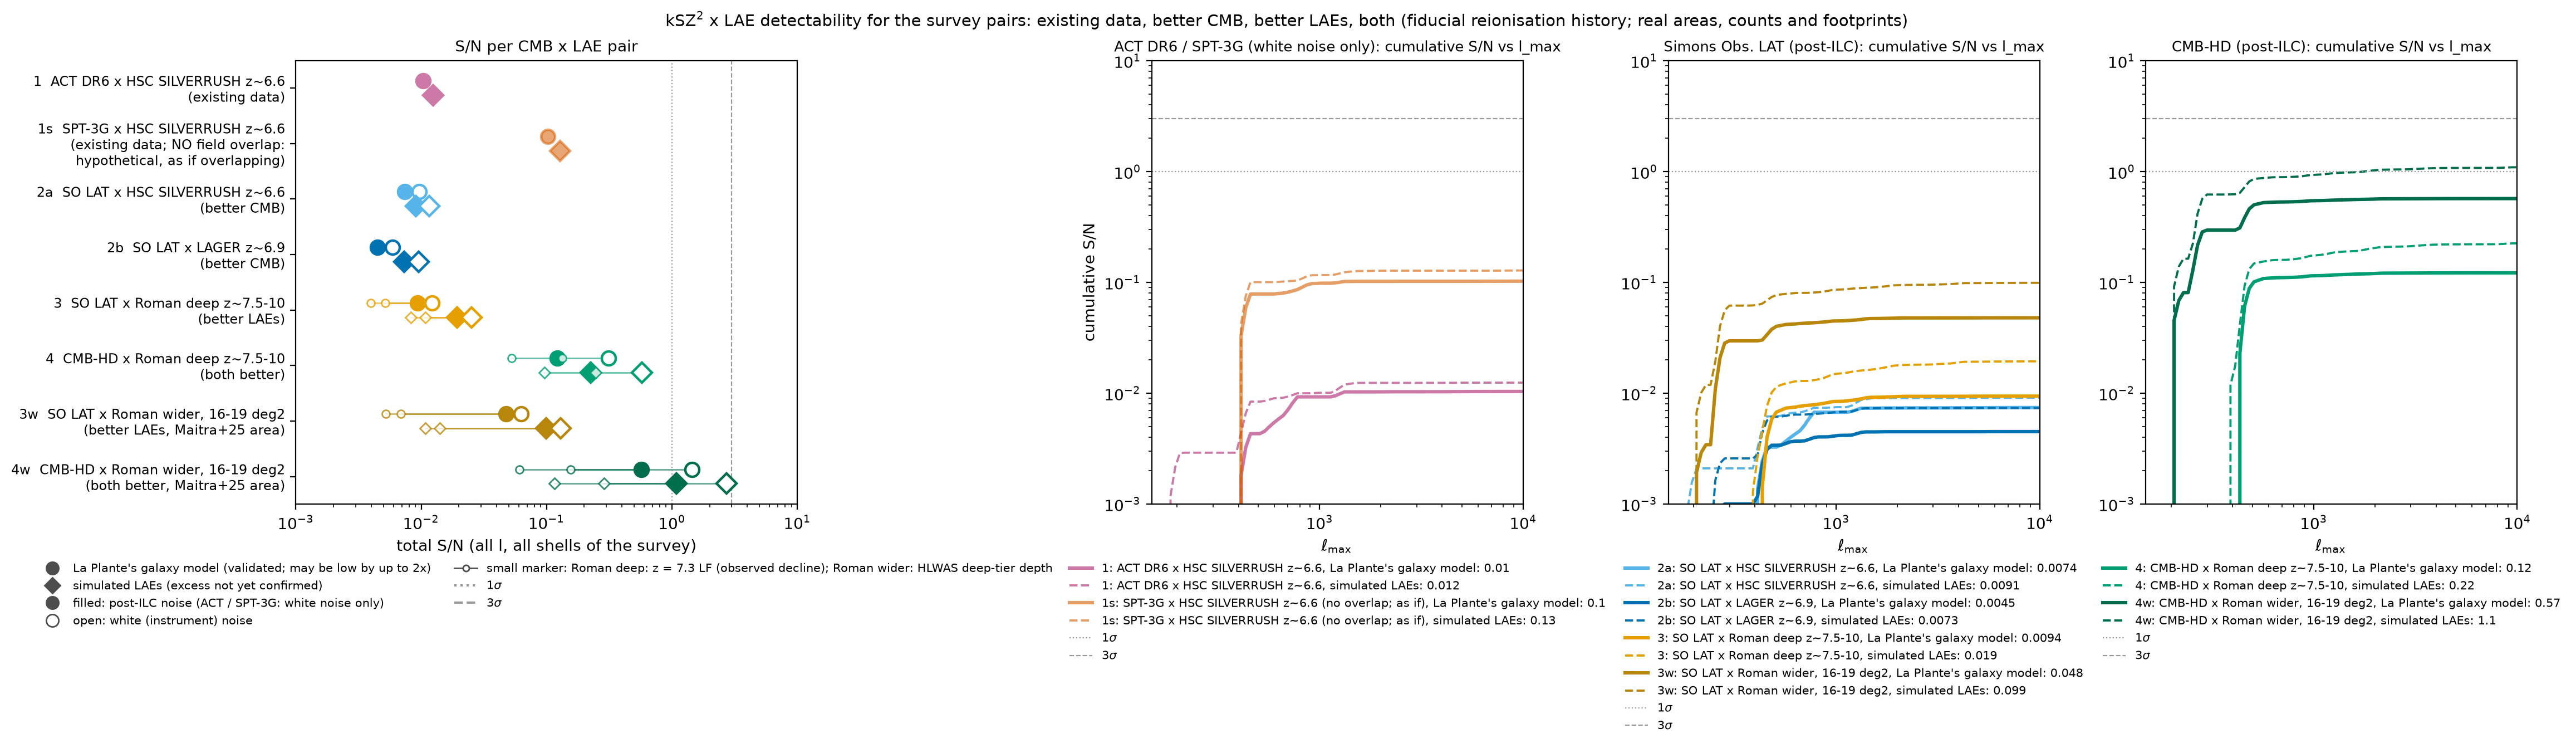 kSZ² x LAE detectability for the survey pairs: existing data, better CMB, better LAEs, both (fiducial reionisation history; real areas, counts and footprints)
S/N per CMB x LAE pair
1 ACT DR6 x HSC SILVERRUSH z~6.6
(existing data)
1s SPT-3G x HSC SILVERRUSH z~6.6
(existing data; NO field overlap:
hypothetical, as if overlapping)
2a SO LAT x HSC SILVERRUSH z~6.6
(better CMB)
2b SO LAT x LAGER z~6.9
(better CMB)
3 SO LAT x Roman deep z~7.5-10
(better LAEs)
4 CMB-HD x Roman deep z~7.5-10
(both better)
3w SO LAT x Roman wider, 16-19 deg2
(better LAEs, Maitra+25 area)
4w CMB-HD x Roman wider, 16-19 deg2
(both better, Maitra+25 area)
10⁻³ 10⁻² 10⁻¹ 10⁰ 10¹
total S/N (all l, all shells of the survey)
La Plante's galaxy model (validated; may be low by up to 2x)
simulated LAEs (excess not yet confirmed)
filled: post-ILC noise (ACT / SPT-3G: white noise only)
open: white (instrument) noise
small marker: Roman deep: z = 7.3 LF (observed decline); Roman wider: HLWAS deep-tier depth
1σ
3σ
ACT DR6 / SPT-3G (white noise only): cumulative S/N vs l_max
cumulative S/N
10¹
10⁰
10⁻¹
10⁻²
10⁻³
10³ 10⁴
ℓmax
1: ACT DR6 x HSC SILVERRUSH z~6.6, La Plante's galaxy model: 0.01
1: ACT DR6 x HSC SILVERRUSH z~6.6, simulated LAEs: 0.012
1s: SPT-3G x HSC SILVERRUSH z~6.6 (no overlap; as if), La Plante's galaxy model: 0.1
1s: SPT-3G x HSC SILVERRUSH z~6.6 (no overlap; as if), simulated LAEs: 0.13
1σ
3σ
Simons Obs. LAT (post-ILC): cumulative S/N vs l_max
10¹
10⁰
10⁻¹
10⁻²
10⁻³
10³ 10⁴
ℓmax
2a: SO LAT x HSC SILVERRUSH z~6.6, La Plante's galaxy model: 0.0074
2a: SO LAT x HSC SILVERRUSH z~6.6, simulated LAEs: 0.0091
2b: SO LAT x LAGER z~6.9, La Plante's galaxy model: 0.0045
2b: SO LAT x LAGER z~6.9, simulated LAEs: 0.0073
3: SO LAT x Roman deep z~7.5-10, La Plante's galaxy model: 0.0094
3: SO LAT x Roman deep z~7.5-10, simulated LAEs: 0.019
3w: SO LAT x Roman wider, 16-19 deg2, La Plante's galaxy model: 0.048
3w: SO LAT x Roman wider, 16-19 deg2, simulated LAEs: 0.099
1σ
3σ
CMB-HD (post-ILC): cumulative S/N vs l_max
10¹
10⁰
10⁻¹
10⁻²
10⁻³
10³ 10⁴
ℓmax
4: CMB-HD x Roman deep z~7.5-10, La Plante's galaxy model: 0.12
4: CMB-HD x Roman deep z~7.5-10, simulated LAEs: 0.22
4w: CMB-HD x Roman wider, 16-19 deg2, La Plante's galaxy model: 0.57
4w: CMB-HD x Roman wider, 16-19 deg2, simulated LAEs: 1.1
1σ
3σ